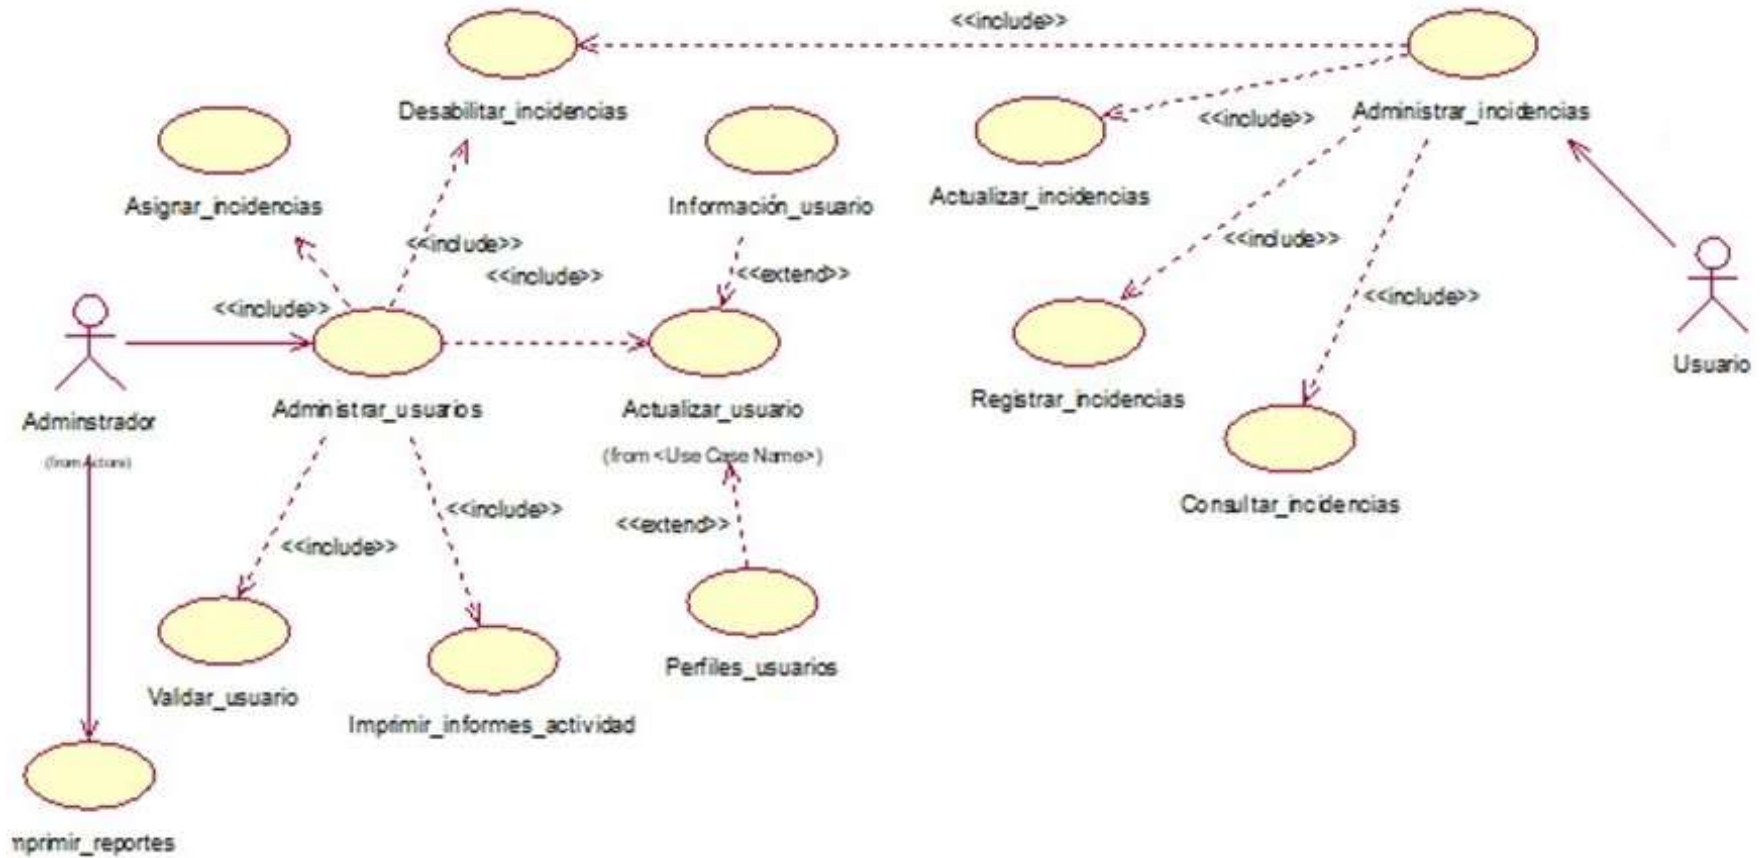 <<include>>
Desabilitar_incidencias
Administrar_incidencias
<<include>>
Asignar_incidencias
Información_usuario
Actualizar_incidencias
<<include>>
<<include>>
<<include>>
<<extend>>
<<include>>
<<include>>
Usuario
Adminstrador
(from Actors)
Administrar_usuarios
Actualizar_usuario
(from <Use Case Name>)
Registrar_incidencias
Consultar_incidencias
<<include>>
<<extend>>
<<include>>
Validar_usuario
Imprimir_informes_actividad
Perfiles_usuarios
mprimir_reportes